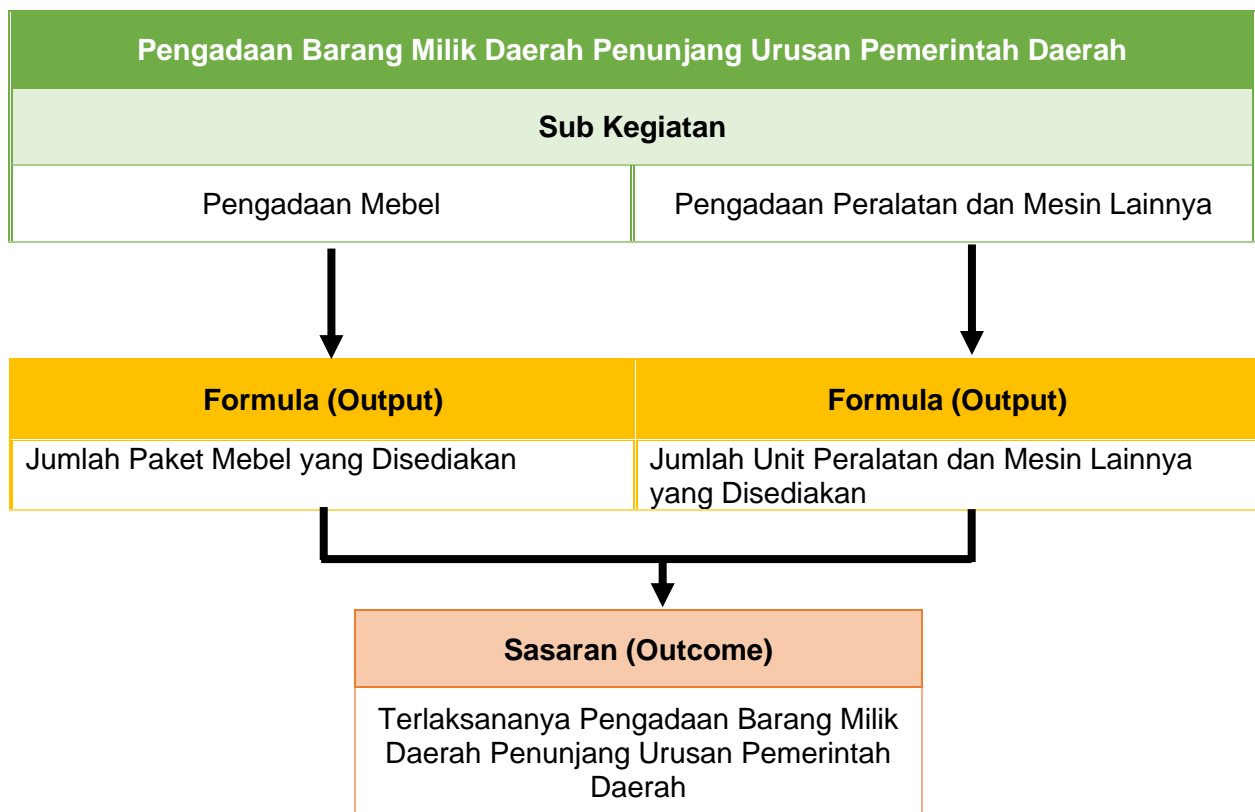 Pengadaan Barang Milik Daerah Penunjang Urusan Pemerintah Daerah
Sub Kegiatan
Pengadaan Mebel
Pengadaan Peralatan dan Mesin Lainnya
Formula (Output)
Formula (Output)
Jumlah Paket Mebel yang Disediakan
Jumlah Unit Peralatan dan Mesin Lainnya
yang Disediakan
Sasaran (Outcome)
Terlaksananya Pengadaan Barang Milik
Daerah Penunjang Urusan Pemerintah
Daerah